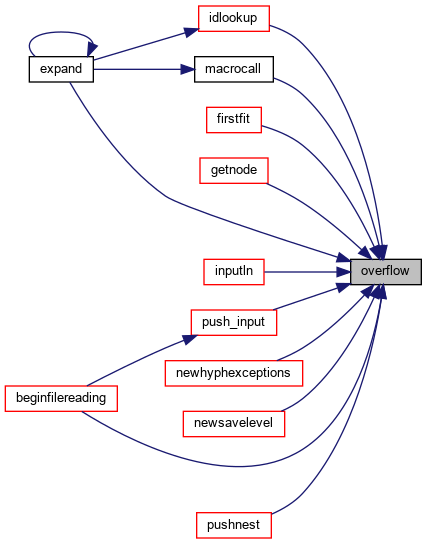 idlookup
expand
macrocall
firstfit
getnode
overflow
inputln
push_input
newhyphexceptions
beginfilereading
newsavelevel
pushnest